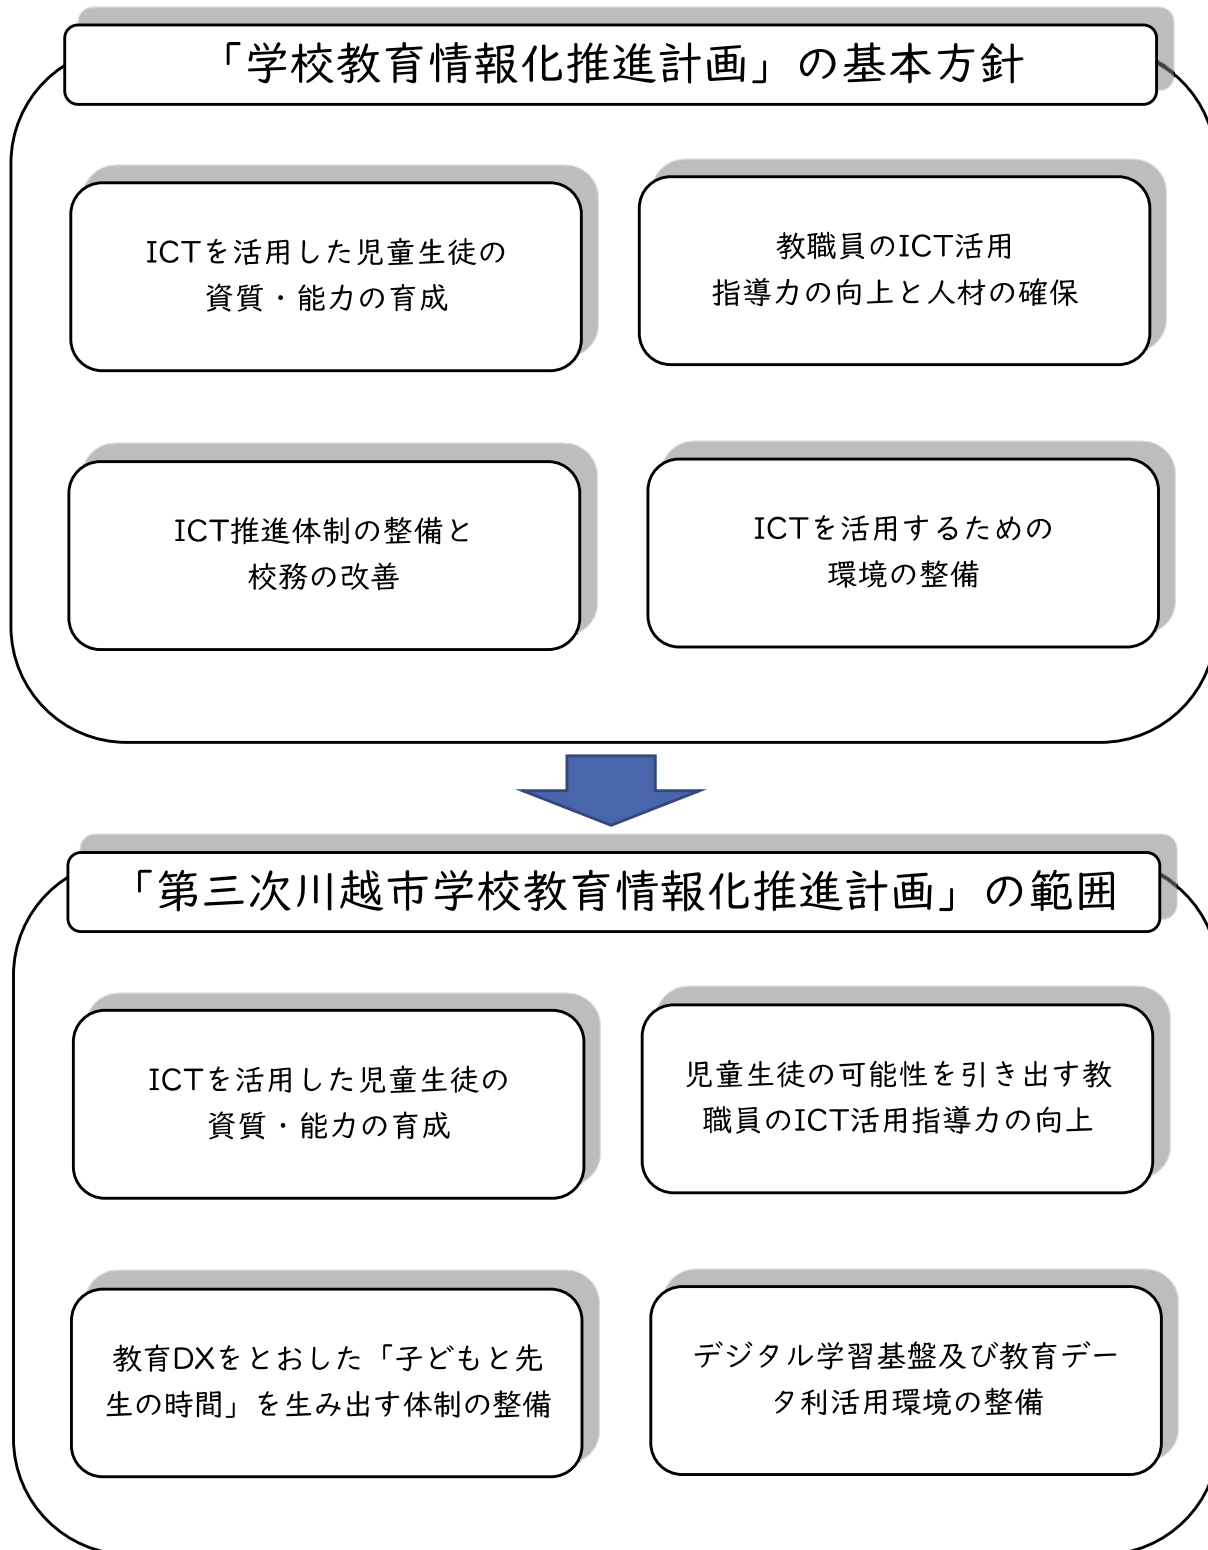 「学校教育情報化推進計画」の基本方針
ICTを活用した児童生徒の
資質・能力の育成
教職員のICT活用
指導力の向上と人材の確保
ICT推進体制の整備と
校務の改善
ICTを活用するための
環境の整備
「第三次川越市学校教育情報化推進計画」の範囲
ICTを活用した児童生徒の
資質・能力の育成
児童生徒の可能性を引き出す教
職員のICT活用指導力の向上
教育DXをとおした「子どもと先
生の時間」を生み出す体制の整備
デジタル学習基盤及び教育デー
タ利活用環境の整備